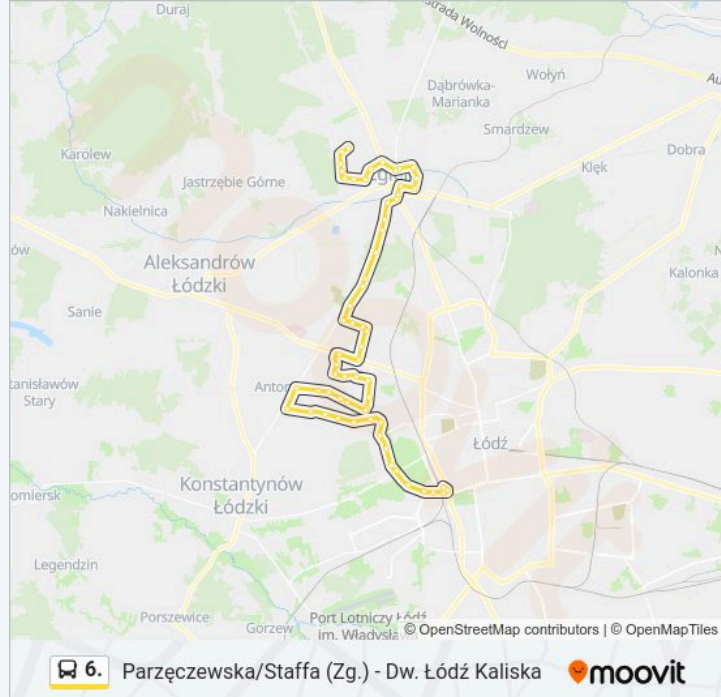 Duraj
Autostrada Wolności
Wołyń
Dąbrówka-
Marianka
Smardzew
Dobra
Karolew
Klęk
Jastrzębie Górne
Nakielnica
Aleksandrów
Łódzki
Kalonka
Sanie
Stanisławów
Stary
Łódź
Konstantynów
Łódzki
Legendzin
Porszewice
Gorzew
Port Lotniczy Łódź
im. Władysła
© OpenStreetMap contributors | © OpenMapTiles
6. Parzęczewska/Staffa (Zg.) - Dw. Łódź Kaliska
moovit